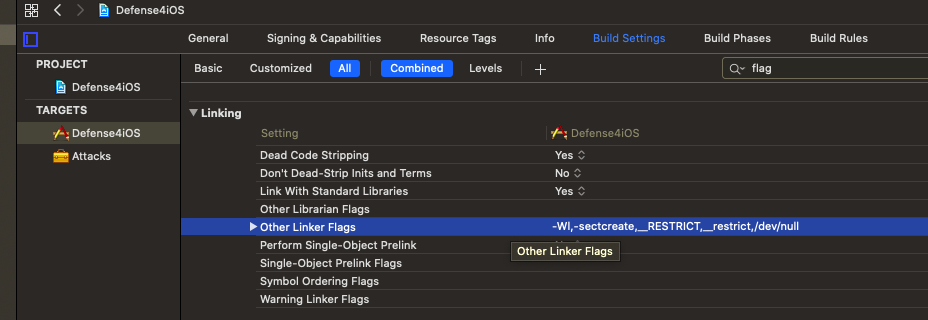 Defense4iOS
General Signing & Capabilities Resource Tags Info Build Settings Build Phases Build Rules
PROJECT
Defense4iOS
TARGETS
Defense4iOS
Attacks
Basic Customized All Combined Levels + flag
Linking
Setting Defense4iOS
Dead Code Stripping Yes
Don't Dead-Strip Inits and Terms No
Link With Standard Libraries Yes
Other Librarian Flags
Other Linker Flags -Wl,-sectcreate,__RESTRICT,__restrict,/dev/null
Perform Single-Object Prelink
Other Linker Flags
Single-Object Prelink Flags
Symbol Ordering Flags
Warning Linker Flags